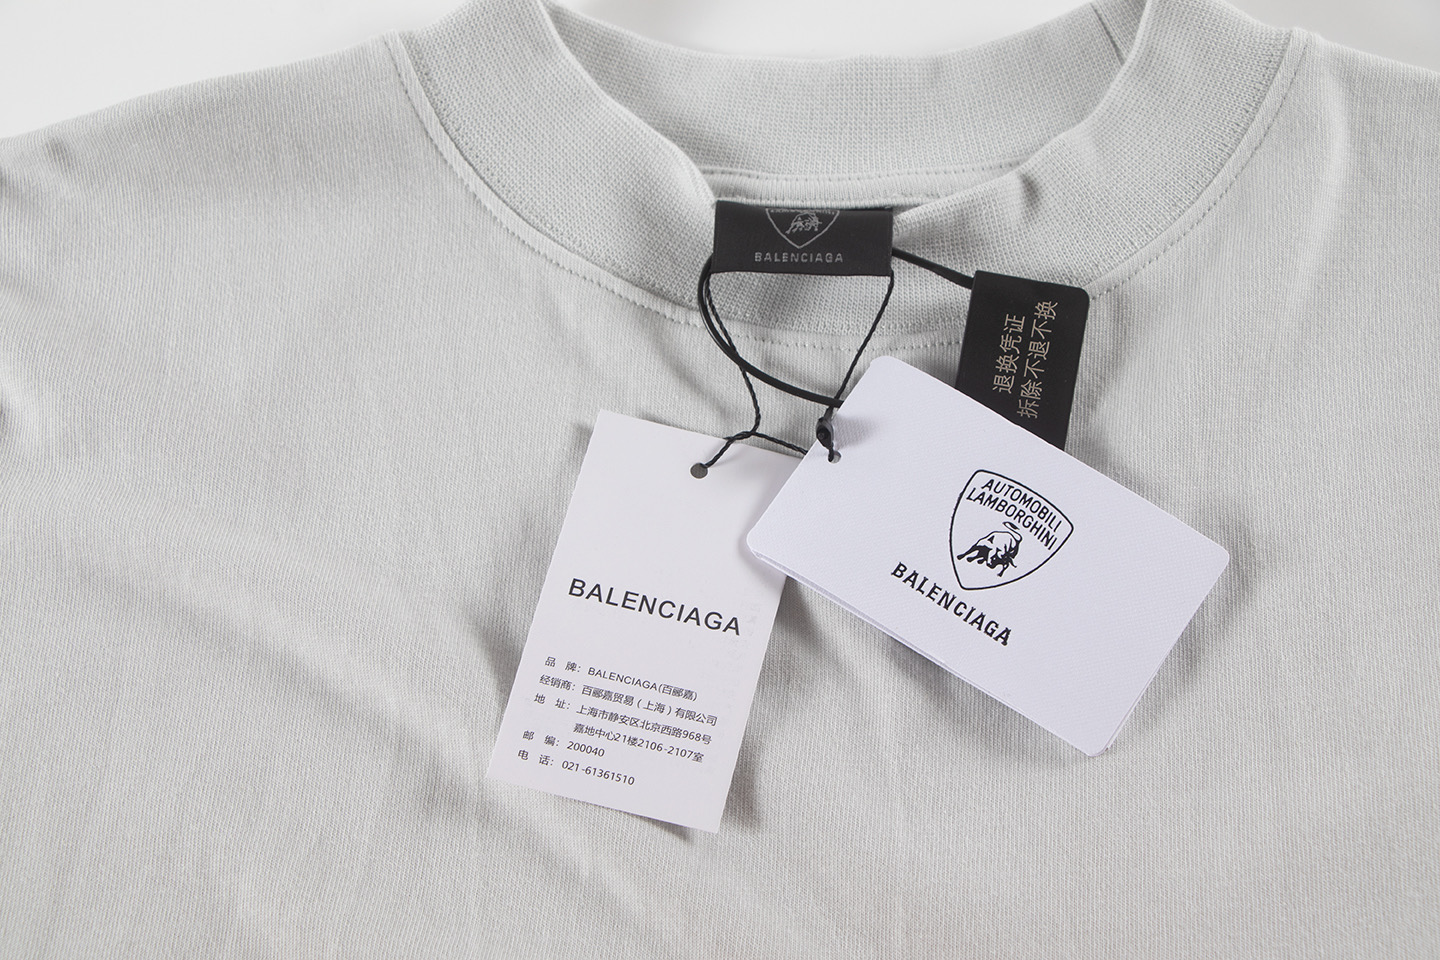 BALENCIAGA
退换凭证
拆除不退不换
AUTOMOBILI
LAMBORGHINI
BALENCIAGA
BALENCIAGA
品 牌: BALENCIAGA(百郦嘉)
经销商: 百郦嘉贸易(上海)有限公司
地 址: 上海市静安区北京西路968号
嘉地中心21楼2106-2107室
邮 编: 200040
电 话: 021-61361510